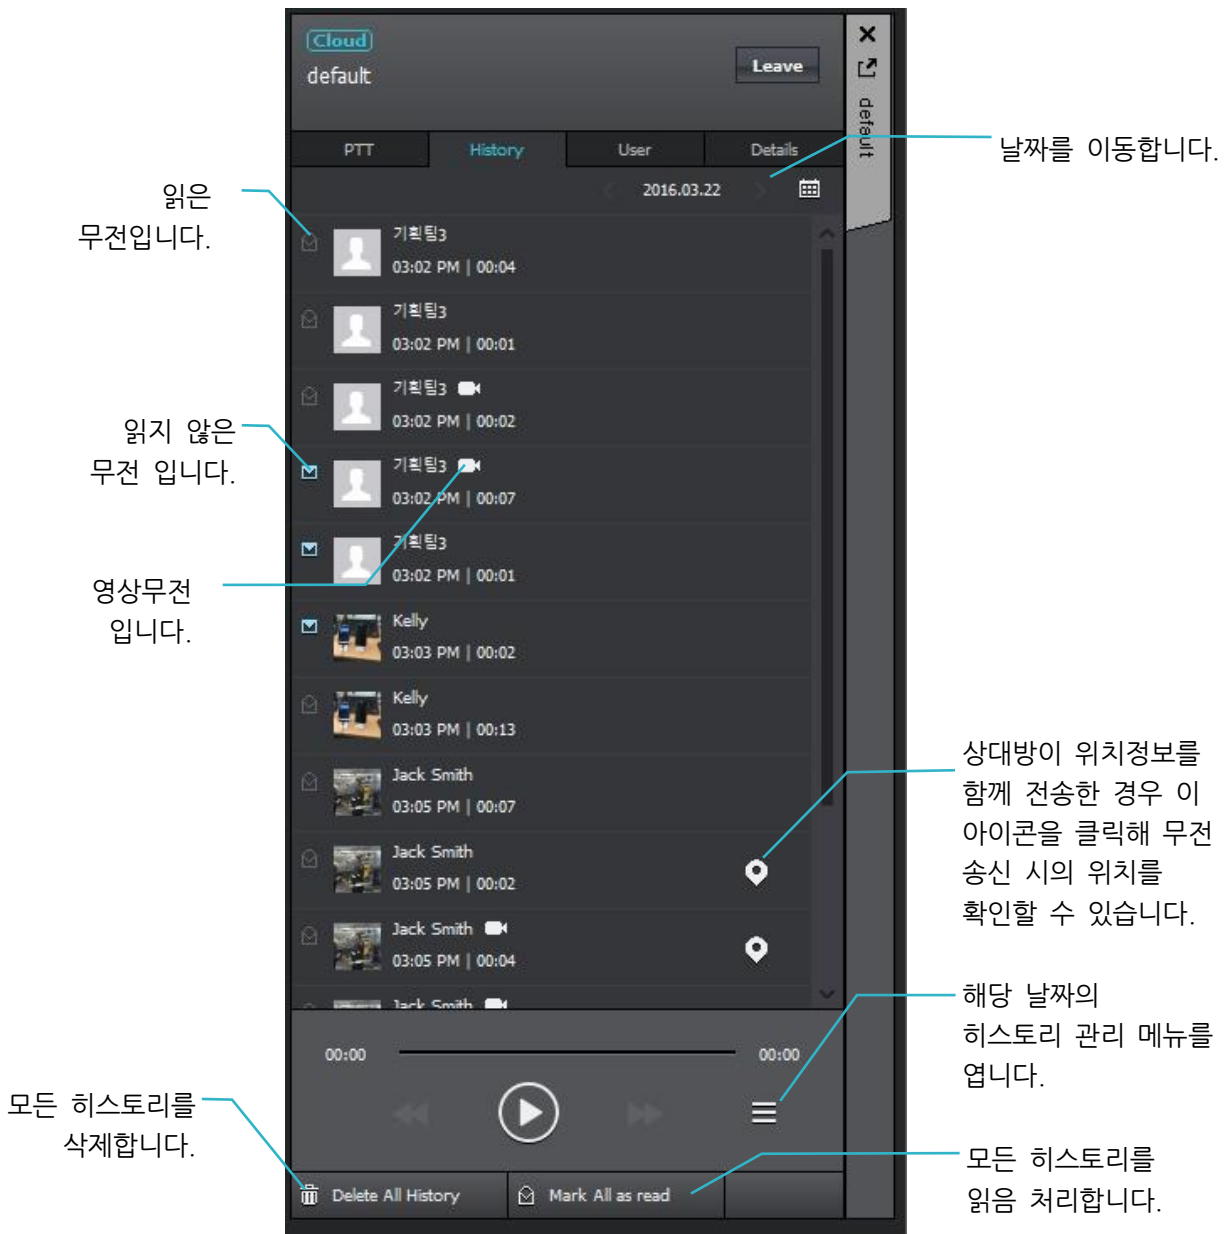 Cloud
default
Leave
default
PTT
History
User
Details
날짜를 이동합니다.
2016.03.22
읽은
무전입니다.
기획팀3
03:02 PM | 00:04
기획팀3
03:02 PM | 00:01
기획팀3
03:02 PM | 00:02
읽지 않은
무전 입니다.
기획팀3
03:02 PM | 00:07
기획팀3
03:02 PM | 00:01
영상무전
입니다.
Kelly
03:03 PM | 00:02
Kelly
03:03 PM | 00:13
Jack Smith
03:05 PM | 00:07
상대방이 위치정보를
함께 전송한 경우 이
아이콘을 클릭해 무전
송신 시의 위치를
확인할 수 있습니다.
Jack Smith
03:05 PM | 00:02
Jack Smith
03:05 PM | 00:04
Jack Smith
해당 날짜의
히스토리 관리 메뉴를
엽니다.
00:00
00:00
모든 히스토리를
삭제합니다.
모든 히스토리를
읽음 처리합니다.
Delete All History
Mark All as read